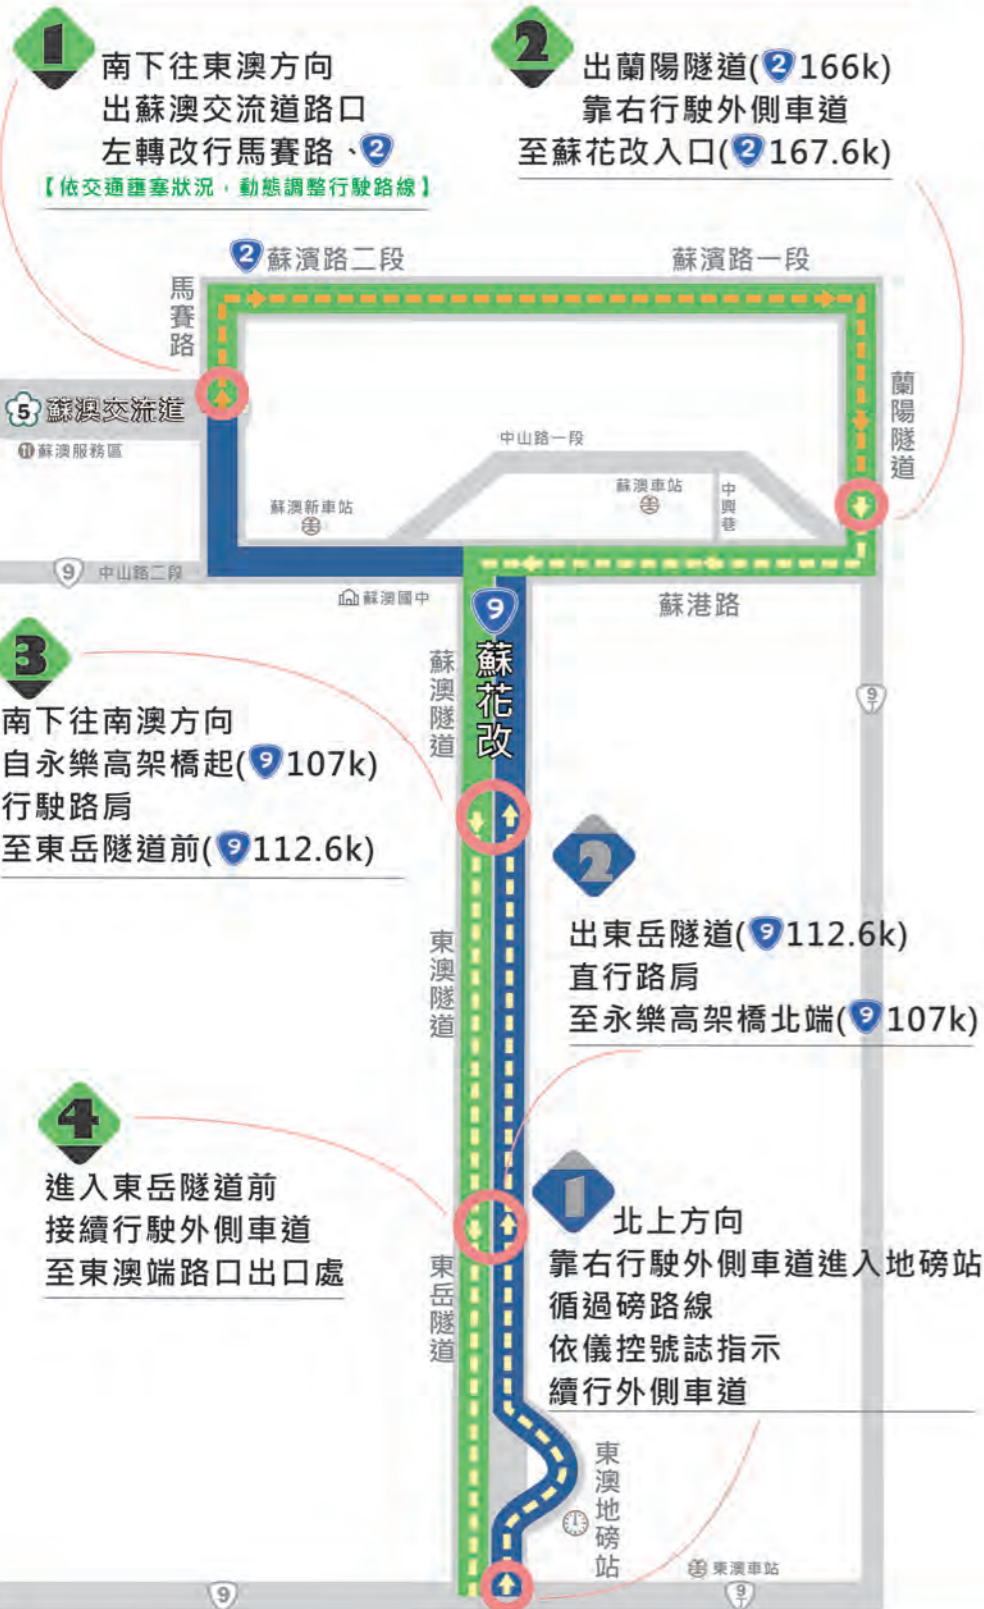 1
南下往東澳方向
出蘇澳交流道路口
左轉改行馬賽路、2
【依交通壅塞狀況，動態調整行駛路線】
2
出蘭陽隧道(2 166k)
靠右行駛外側車道
至蘇花改入口(2 167.6k)
2 蘇濱路二段
蘇濱路一段
馬賽路
5 蘇澳交流道
蘇澳服務區
蘭陽隧道
中山路一段
蘇澳新車站
蘇澳車站
中興巷
9 中山路二段
蘇澳國中
蘇港路
9
蘇花改
蘇澳隧道
9丁
3
南下往南澳方向
自永樂高架橋起(9 107k)
行駛路肩
至東岳隧道前(9 112.6k)
2
出東岳隧道(9 112.6k)
直行路肩
至永樂高架橋北端(9 107k)
東澳隧道
4
進入東岳隧道前
接續行駛外側車道
至東澳端路口出口處
1
北上方向
靠右行駛外側車道進入地磅站
循過磅路線
依儀控號誌指示
續行外側車道
東岳隧道
東澳地磅站
東澳車站
9
9丁